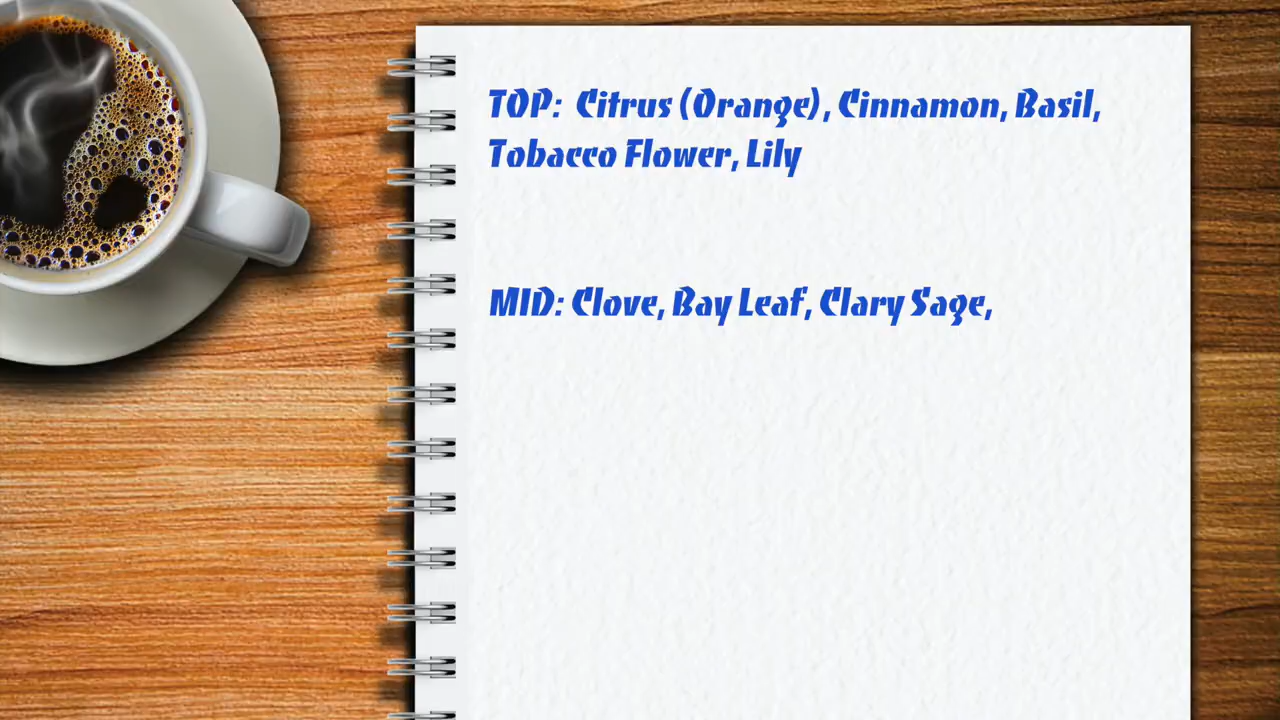 TOP:  Citrus (Orange), Cinnamon, Basil,
Tobacco Flower, Lily
MID: Clove, Bay Leaf, Clary Sage,